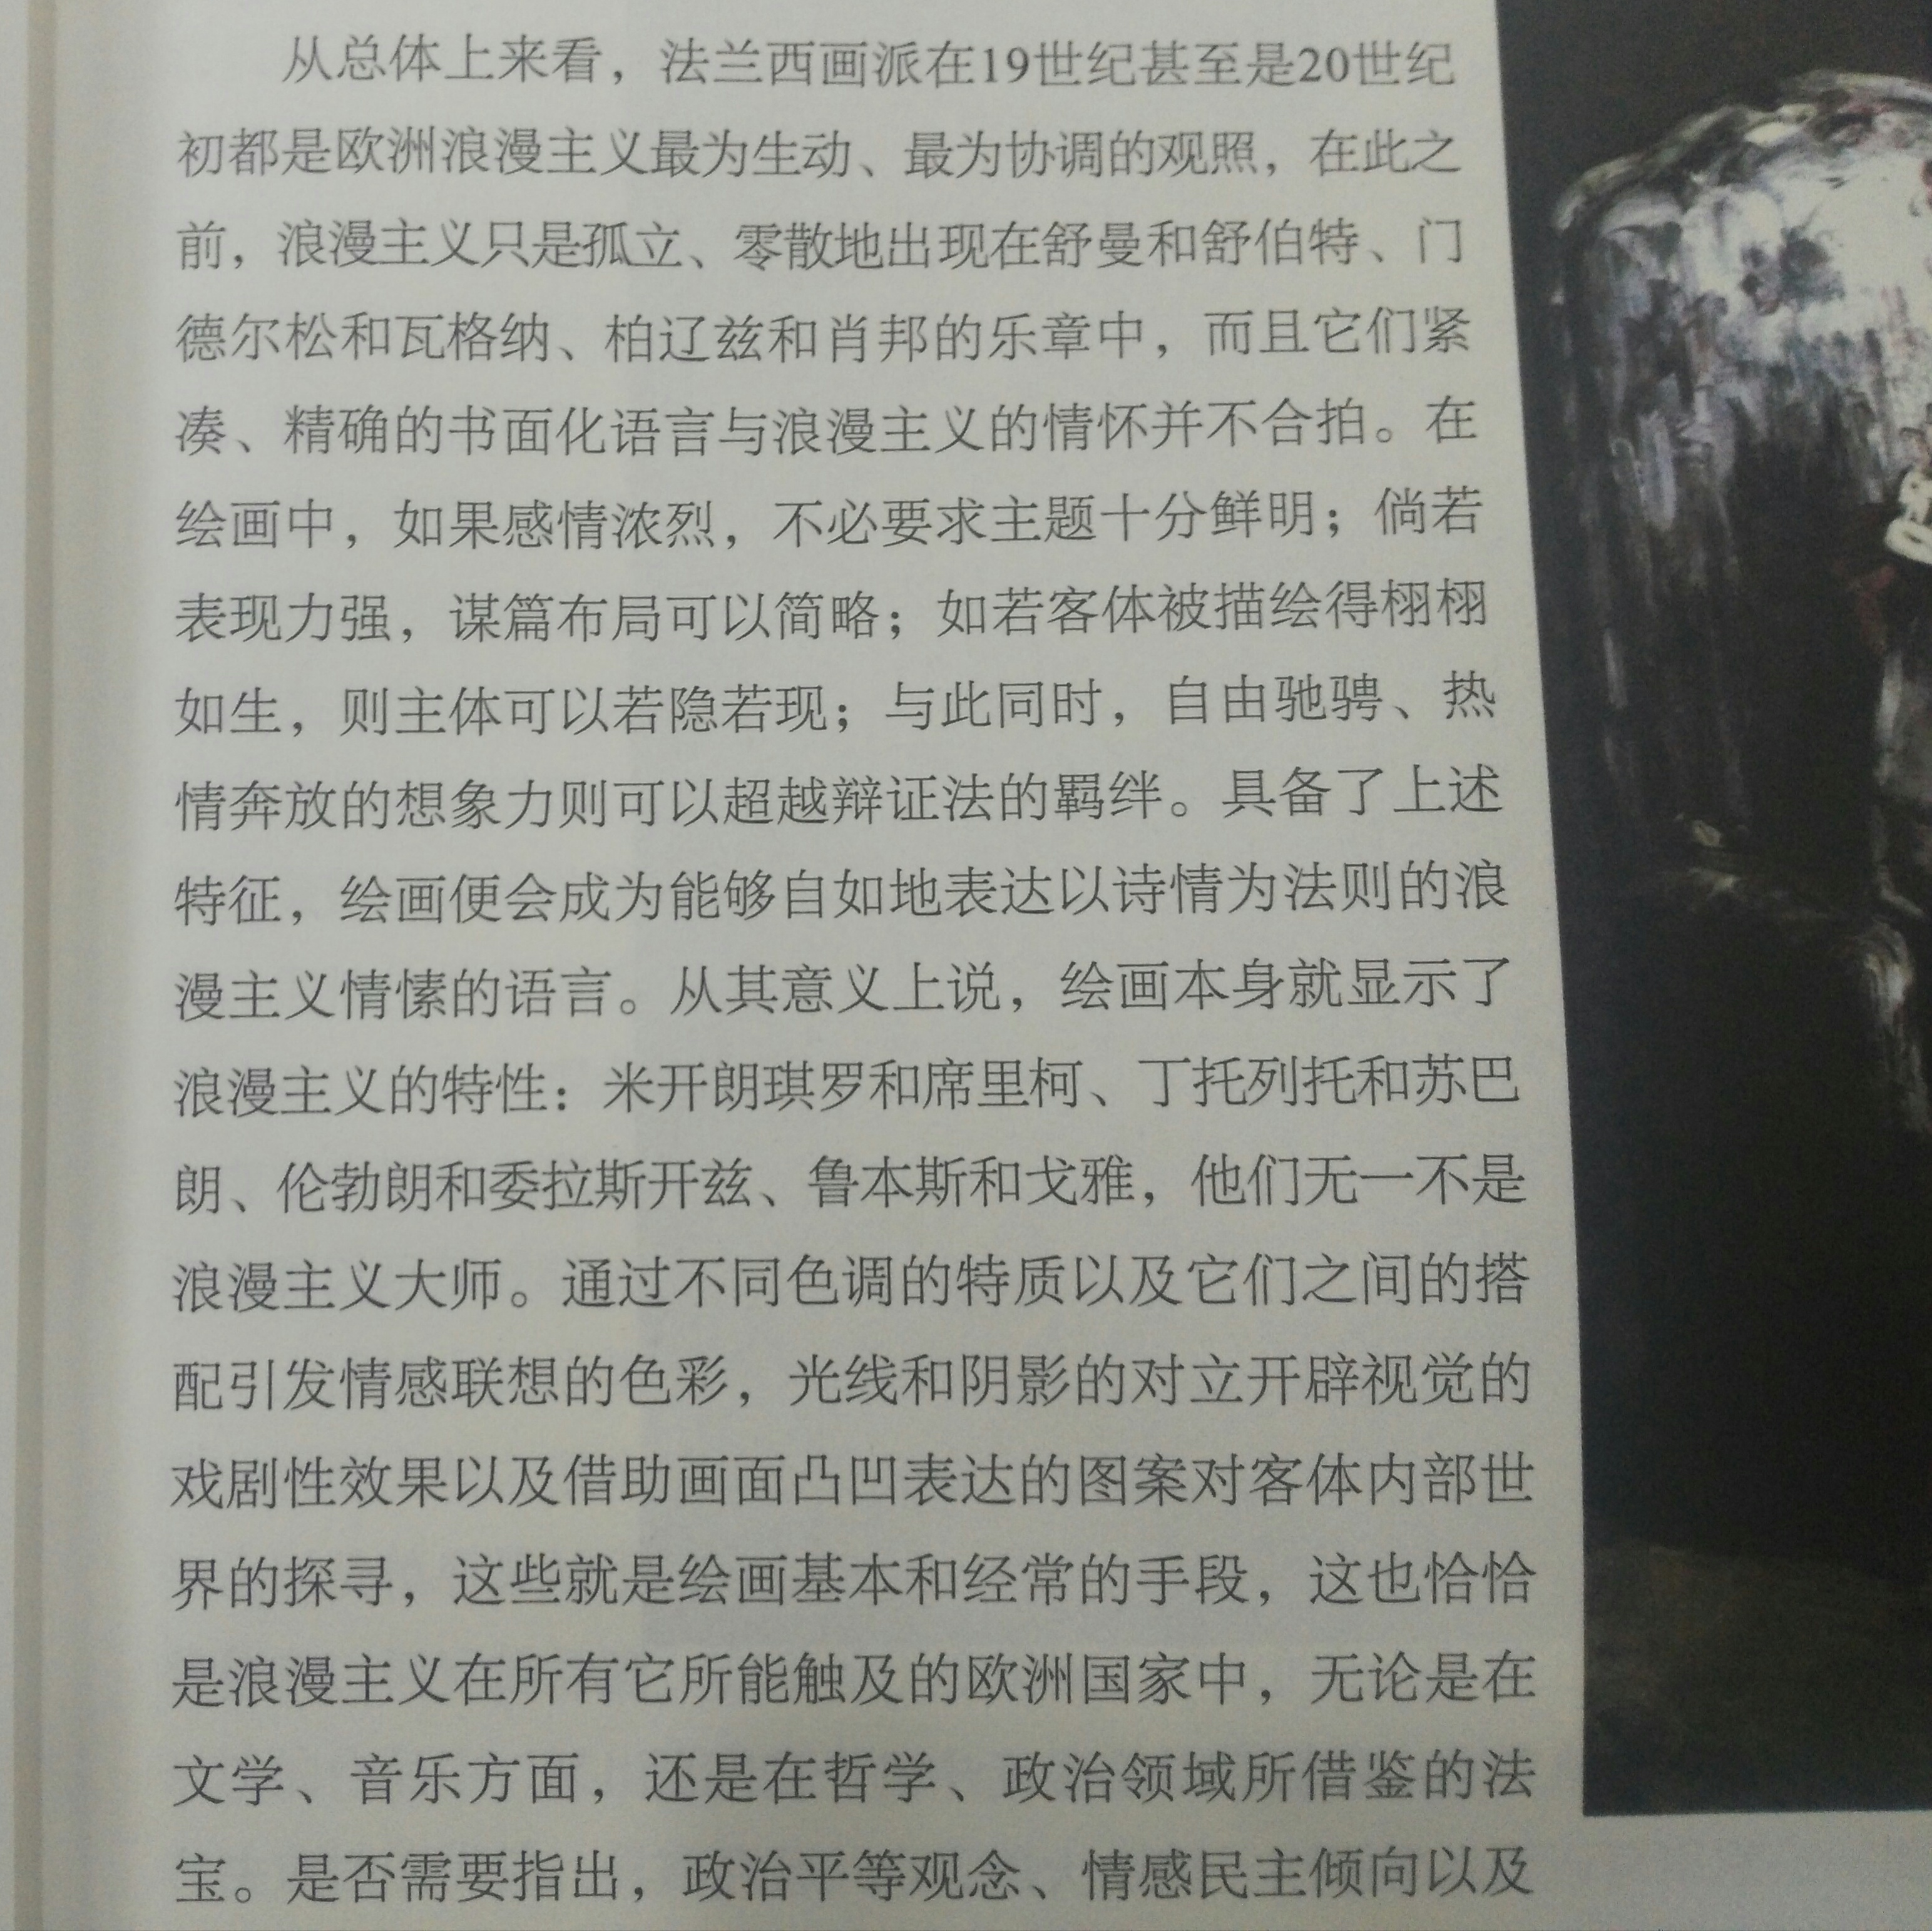 从总体上来看，法兰西画派在19世纪甚至是20世纪
初都是欧洲浪漫主义最为生动、最为协调的观照，在此之
前，浪漫主义只是孤立、零散地出现在舒曼和舒伯特、门
德尔松和瓦格纳、柏辽兹和肖邦的乐章中，而且它们紧
凑、精确的书面化语言与浪漫主义的情怀并不合拍。在
绘画中，如果感情浓烈，不必要求主题十分鲜明；倘若
表现力强，谋篇布局可以简略；如若客体被描绘得栩栩
如生，则主体可以若隐若现；与此同时，自由驰骋、热
情奔放的想象力则可以超越辩证法的羁绊。具备了上述
特征，绘画便会成为能够自如地表达以诗情为法则的浪
漫主义情愫的语言。从其意义上说，绘画本身就显示了
浪漫主义的特性：米开朗琪罗和席里柯、丁托列托和苏巴
朗、伦勃朗和委拉斯开兹、鲁本斯和戈雅，他们无一不是
浪漫主义大师。通过不同色调的特质以及它们之间的搭
配引发情感联想的色彩，光线和阴影的对立开辟视觉的
戏剧性效果以及借助画面凸凹表达的图案对客体内部世
界的探寻，这些就是绘画基本和经常的手段，这也恰恰
是浪漫主义在所有它所能触及的欧洲国家中，无论是在
文学、音乐方面，还是在哲学、政治领域所借鉴的法
宝。是否需要指出，政治平等观念、情感民主倾向以及